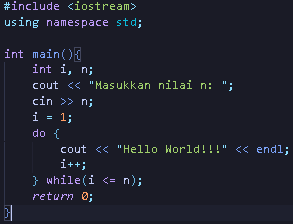 #include <iostream>
using namespace std;

int main(){
    int i, n;
    cout << "Masukkan nilai n: ";
    cin >> n;
    i = 1;
    do {
        cout << "Hello World!!!" << endl;
        i++;
    } while(i <= n);
    return 0;
}